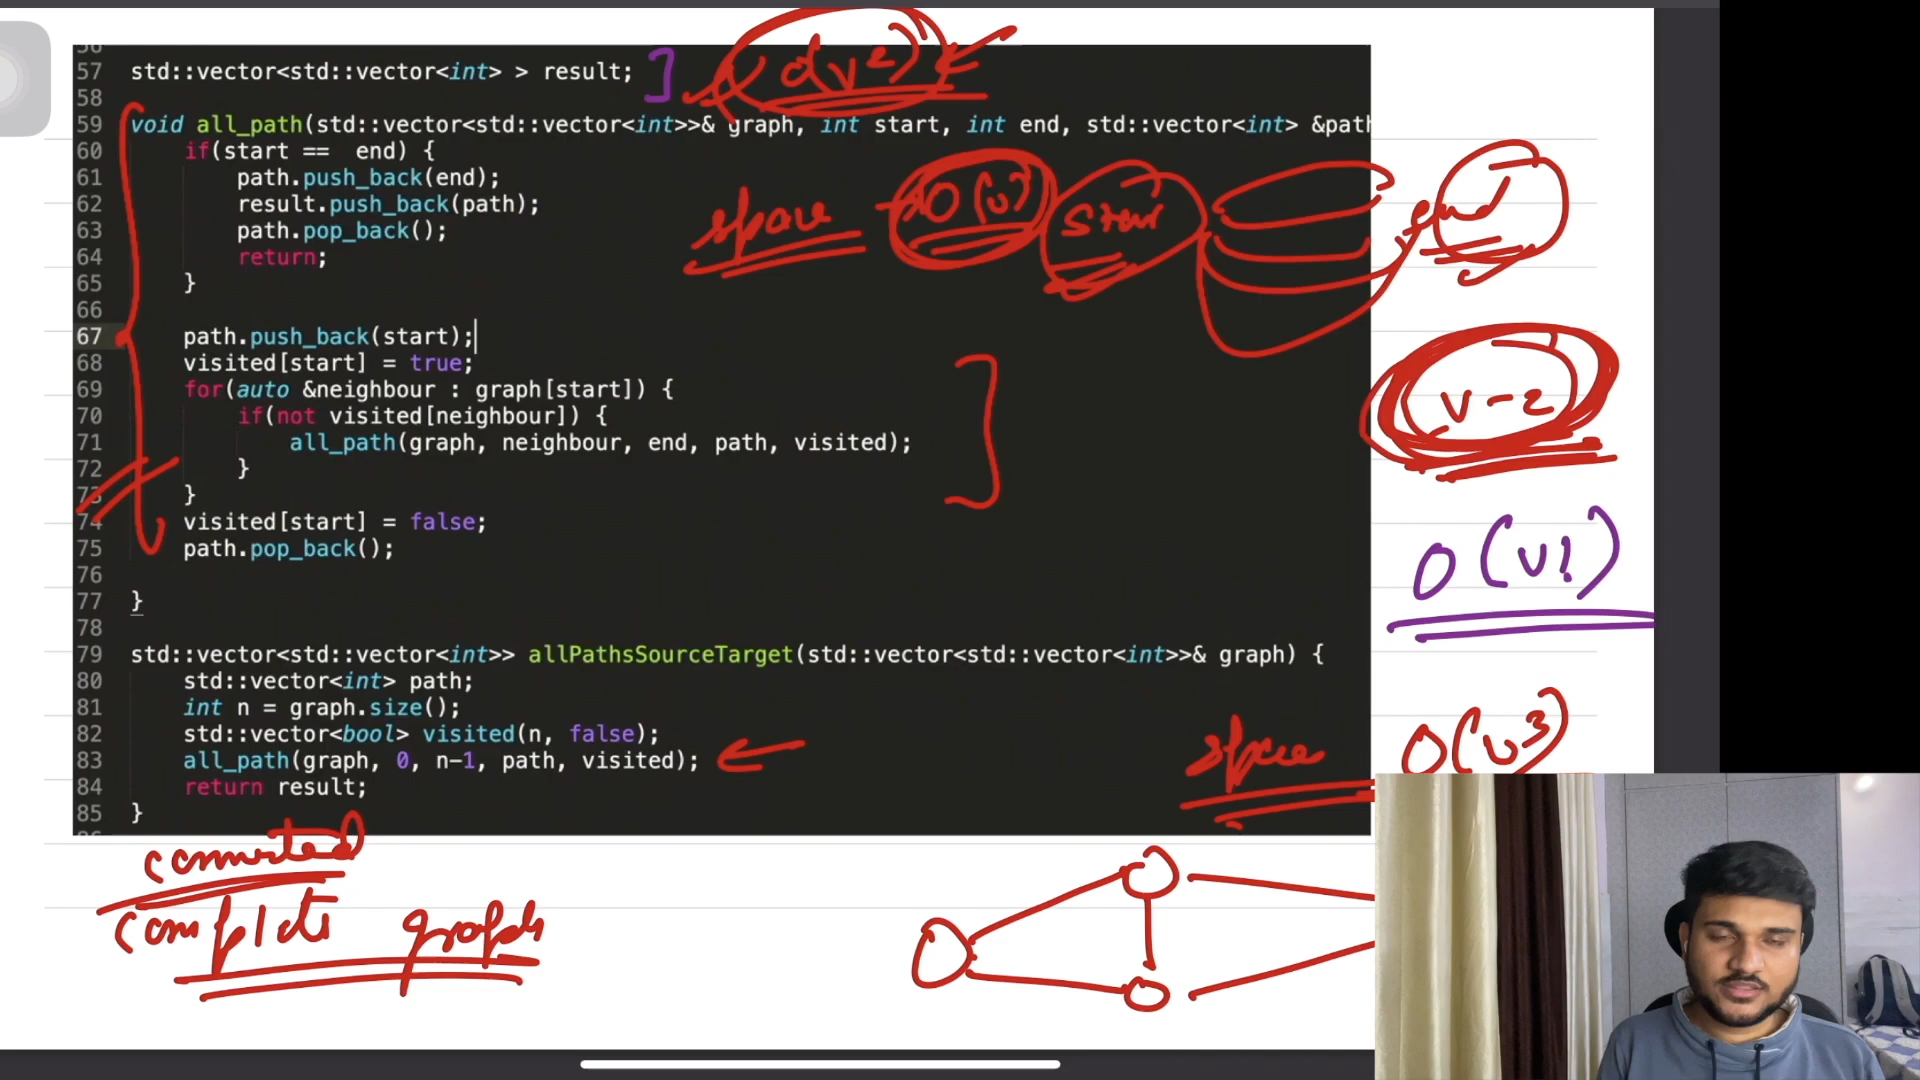 57 std::vector<std::vector<int> > result; ] O(v²)
58
59 void all_path(std::vector<std::vector<int>>& graph, int start, int end, std::vector<int> &path
60 if(start == end) {
61 path.push_back(end);
62 result.push_back(path);
63 path.pop_back();
64 return;
65 }
66
67 path.push_back(start);
68 visited[start] = true;
69 for(auto &neighbour : graph[start]) {
70 if(not visited[neighbour]) {
71 all_path(graph, neighbour, end, path, visited);
72 }
73 }
74 visited[start] = false;
75 path.pop_back();
76
77 }
78
79 std::vector<std::vector<int>> allPathsSourceTarget(std::vector<std::vector<int>>& graph) {
80 std::vector<int> path;
81 int n = graph.size();
82 std::vector<bool> visited(n, false);
83 all_path(graph, 0, n-1, path, visited);
84 return result;
85 }
space O(v) start end
v-2
O(v!)
space O(v³)
connected
complete graph